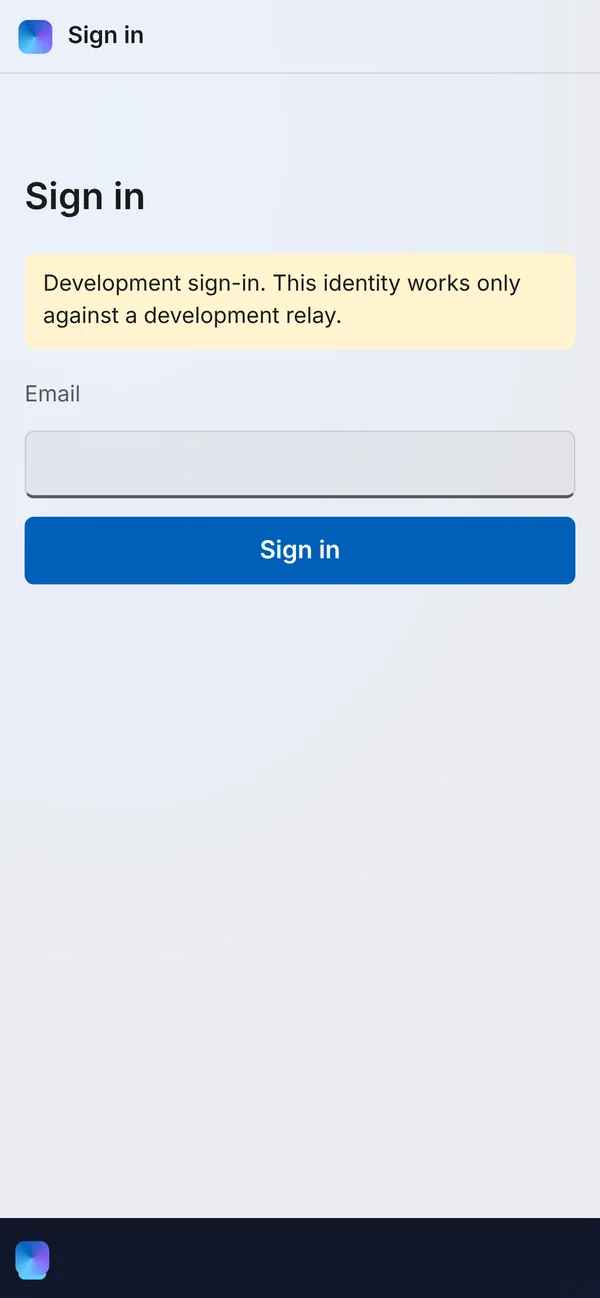 Sign in
Sign in
Development sign-in. This identity works only
against a development relay.
Email
Sign in